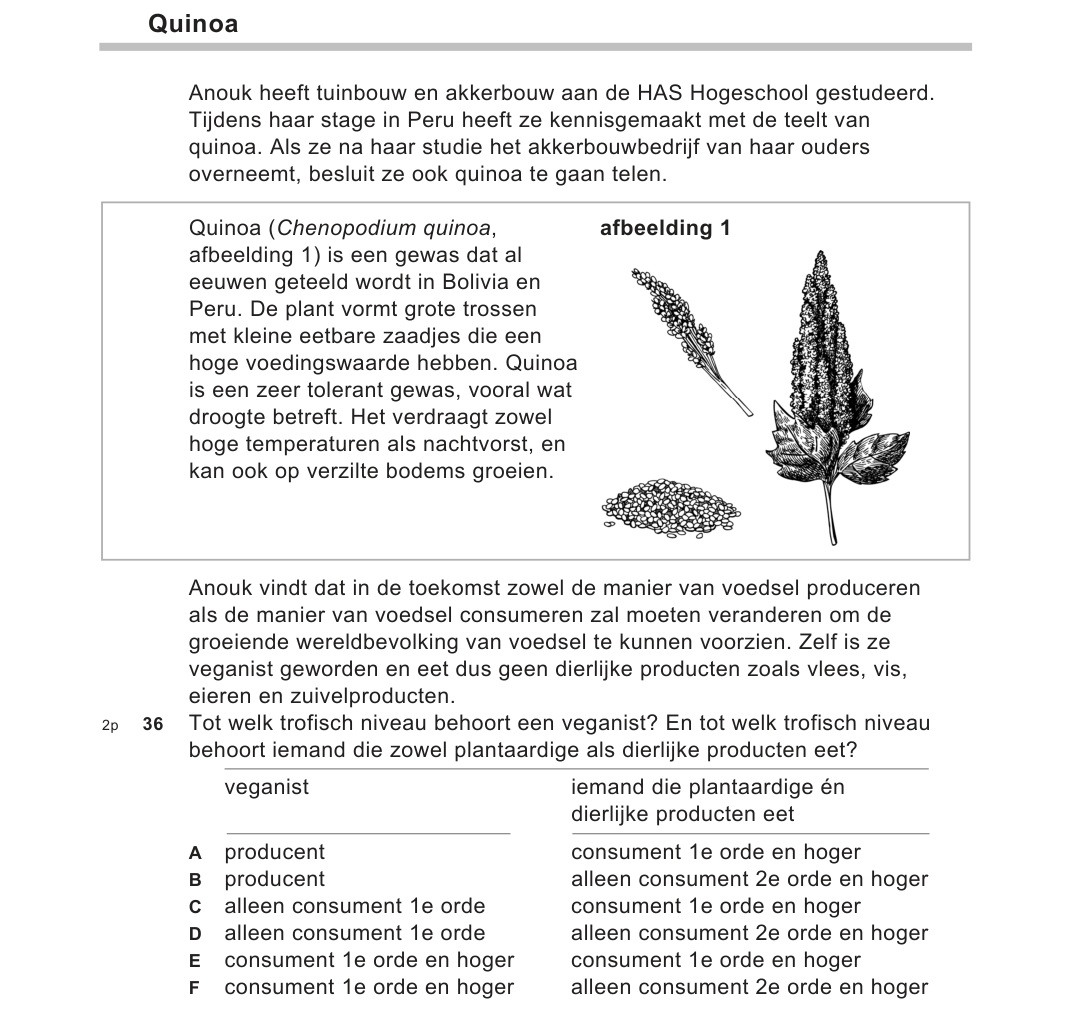 Quinoa
Anouk heeft tuinbouw en akkerbouw aan de HAS Hogeschool gestudeerd.
Tijdens haar stage in Peru heeft ze kennisgemaakt met de teelt van
quinoa. Als ze na haar studie het akkerbouwbedrijf van haar ouders
overneemt, besluit ze ook quinoa te gaan telen.
Quinoa (Chenopodium quinoa,
afbeelding 1) is een gewas dat al
eeuwen geteeld wordt in Bolivia en
Peru. De plant vormt grote trossen
met kleine eetbare zaadjes die een
hoge voedingswaarde hebben. Quinoa
is een zeer tolerant gewas, vooral wat
droogte betreft. Het verdraagt zowel
hoge temperaturen als nachtvorst, en
kan ook op verzilte bodems groeien.
afbeelding 1
Anouk vindt dat in de toekomst zowel de manier van voedsel produceren
als de manier van voedsel consumeren zal moeten veranderen om de
groeiende wereldbevolking van voedsel te kunnen voorzien. Zelf is ze
veganist geworden en eet dus geen dierlijke producten zoals vlees, vis,
eieren en zuivelproducten.
2p 36 Tot welk trofisch niveau behoort een veganist? En tot welk trofisch niveau
behoort iemand die zowel plantaardige als dierlijke producten eet?
veganist iemand die plantaardige én
dierlijke producten eet
A producent consument 1e orde en hoger
B producent alleen consument 2e orde en hoger
C alleen consument 1e orde consument 1e orde en hoger
D alleen consument 1e orde alleen consument 2e orde en hoger
E consument 1e orde en hoger consument 1e orde en hoger
F consument 1e orde en hoger alleen consument 2e orde en hoger